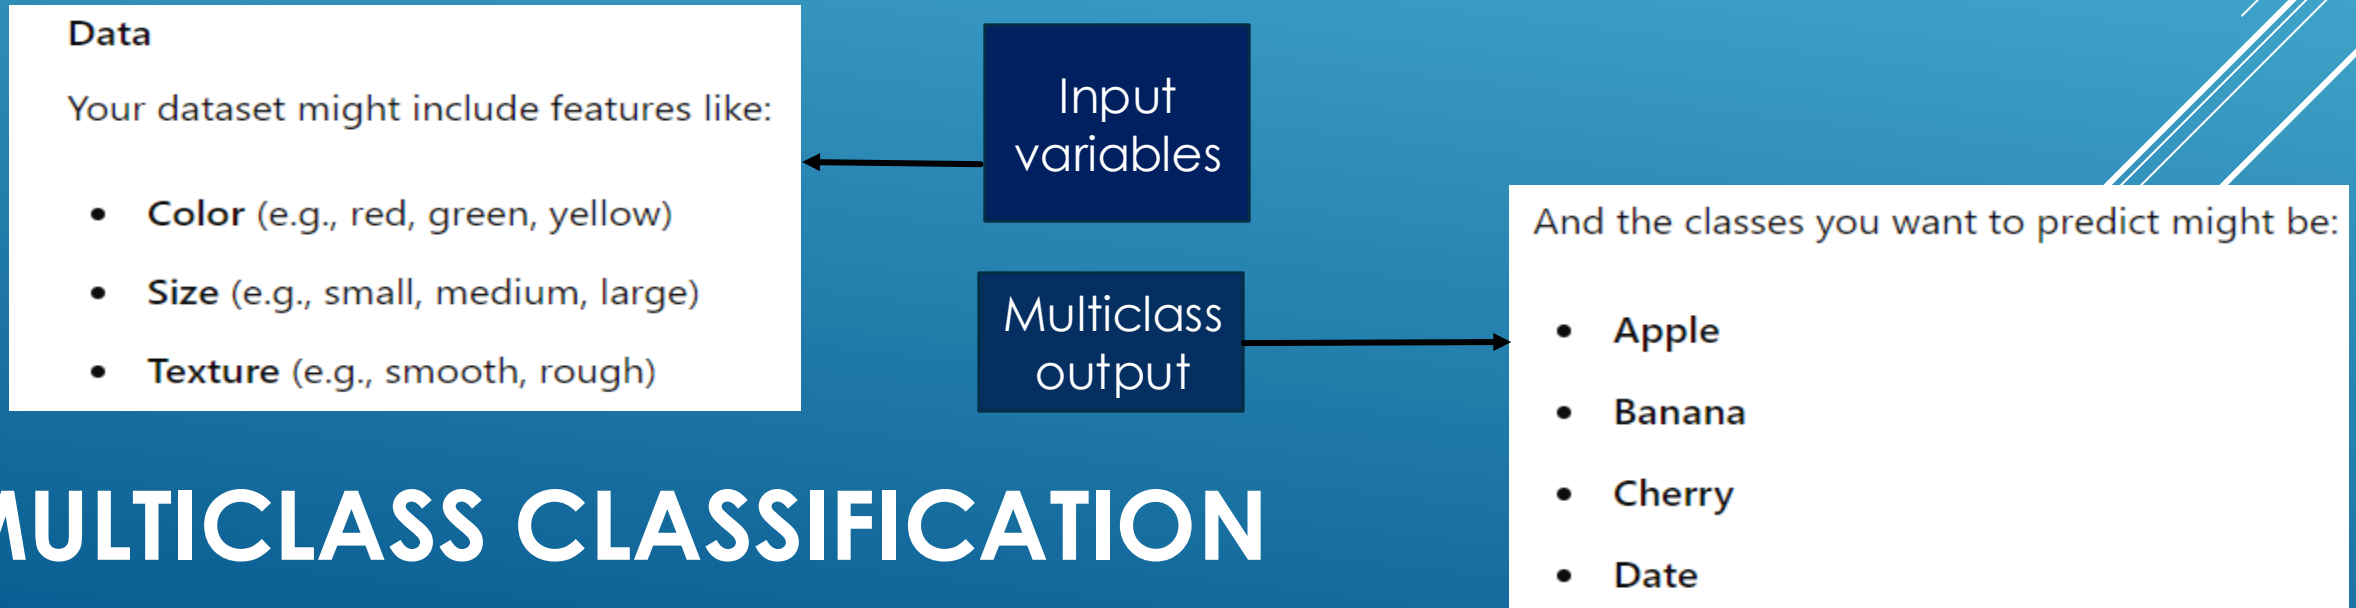 Data
Your dataset might include features like:
• Color (e.g., red, green, yellow)
• Size (e.g., small, medium, large)
• Texture (e.g., smooth, rough)
Input
variables
Multiclass
output
And the classes you want to predict might be:
• Apple
• Banana
• Cherry
• Date
MULTICLASS CLASSIFICATION